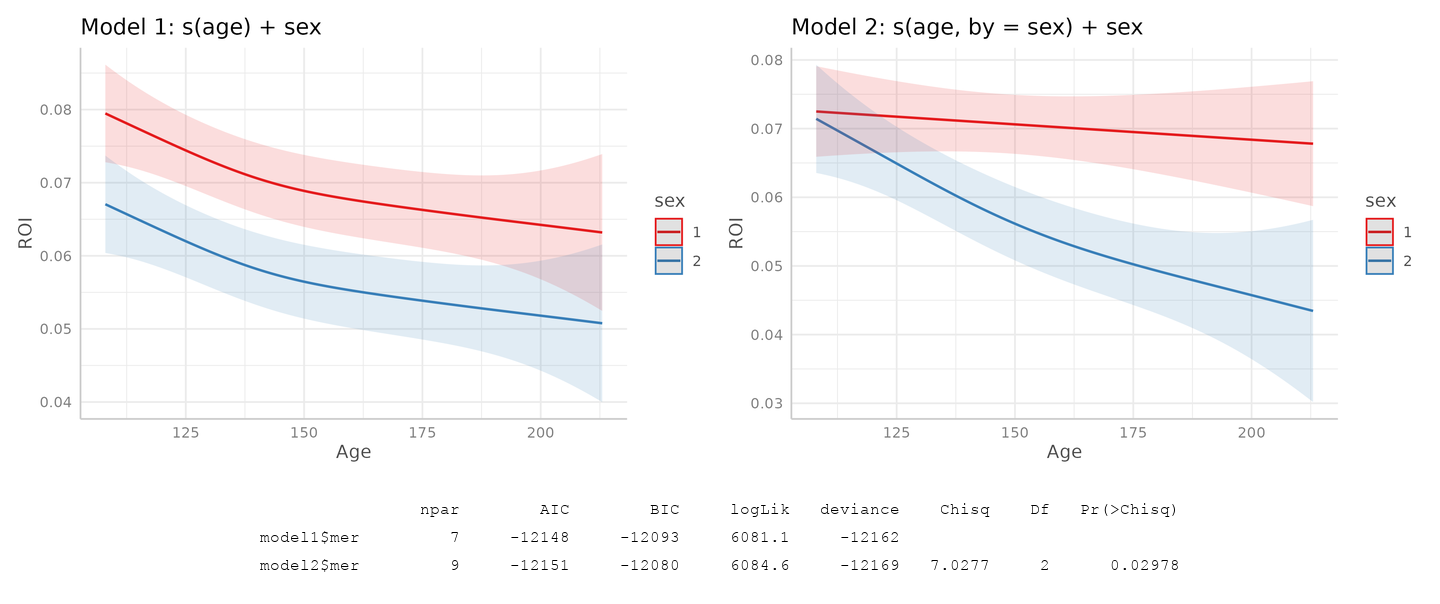 Model 1: s(age) + sex
0.08
0.07
0.06
0.05
0.04
ROI
125 150 175 200
Age
sex
1
2
Model 2: s(age, by = sex) + sex
0.08
0.07
0.06
0.05
0.04
0.03
ROI
125 150 175 200
Age
sex
1
2
npar AIC BIC logLik deviance Chisq Df Pr(>Chisq)
model1$mer 7 -12148 -12093 6081.1 -12162
model2$mer 9 -12151 -12080 6084.6 -12169 7.0277 2 0.02978